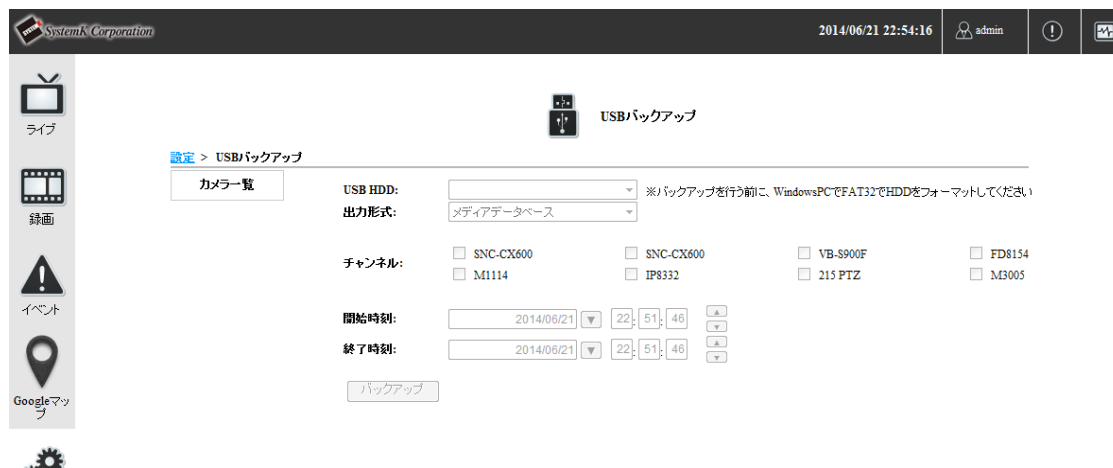 SystemK Corporation
2014/06/21 22:54:16
admin
ライブ
録画
イベント
Googleマッ
プ
USBバックアップ
設定 > USBバックアップ
カメラ一覧
USB HDD:
※バックアップを行う前に、WindowsPCでFAT32でHDDをフォーマットしてください
出力形式: メディアデータベース
チャンネル:
SNC-CX600 SNC-CX600 VB-S900F FD8154
M1114 IP8332 215 PTZ M3005
開始時刻: 2014/06/21 22: 51: 46
終了時刻: 2014/06/21 22: 51: 46
バックアップ